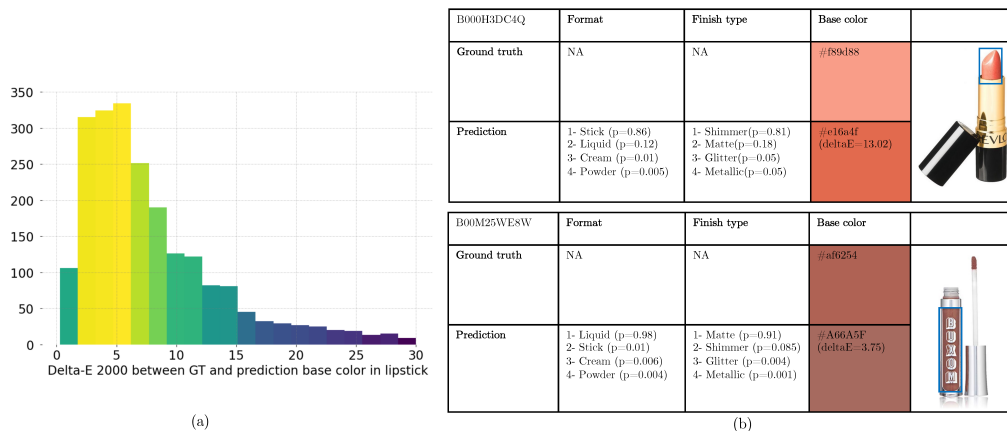 350
300
250
200
150
100
50
0
0 5 10 15 20 25 30
Delta-E 2000 between GT and prediction base color in lipstick
(a)
B000H3DC4Q Format Finish type Base color
Ground truth NA NA #f89d88
Prediction 1- Stick (p=0.86) 1- Shimmer(p=0.81) #e16a4f
2- Liquid (p=0.12) 2- Matte(p=0.18) (deltaE=13.02)
3- Cream (p=0.01) 3- Glitter(p=0.05)
4- Powder (p=0.005) 4- Metallic(p=0.05)
EVLO
B00M25WE8W Format Finish type Base color
Ground truth NA NA #af6254
Prediction 1- Liquid (p=0.98) 1- Matte (p=0.91) #A66A5F
2- Stick (p=0.01) 2- Shimmer (p=0.085) (deltaE=3.75)
3- Cream (p=0.006) 3- Glitter (p=0.004)
4- Powder (p=0.004) 4- Metallic (p=0.001)
BUXOM
(b)